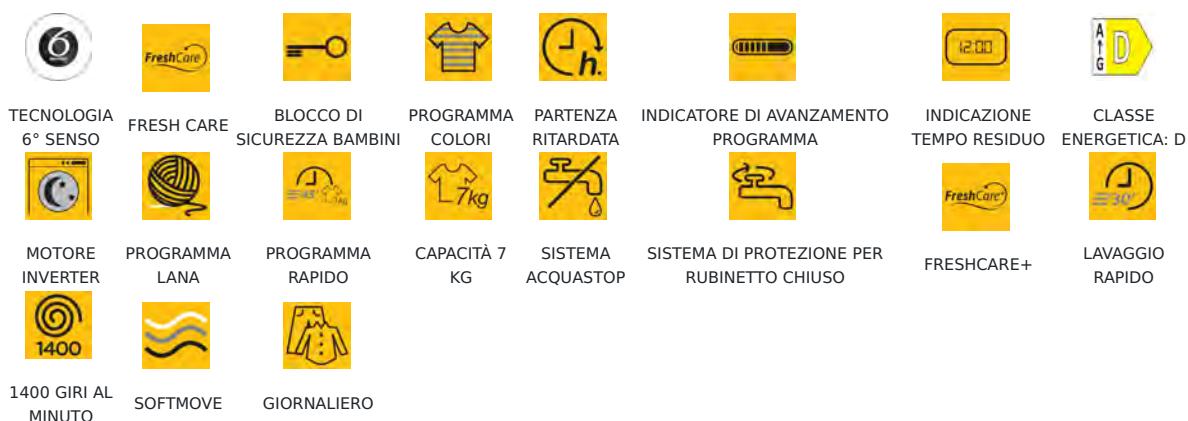 6
FreshCare
h.
12:00
A
G
D
TECNOLOGIA
6° SENSO
FRESH CARE
BLOCCO DI
SICUREZZA BAMBINI
PROGRAMMA
COLORI
PARTENZA
RITARDATA
INDICATORE DI AVANZAMENTO
PROGRAMMA
INDICAZIONE
TEMPO RESIDUO
CLASSE
ENERGETICA: D
45'
7kg
FreshCare+
30'
MOTORE
INVERTER
PROGRAMMA
LANA
PROGRAMMA
RAPIDO
CAPACITÀ 7
KG
SISTEMA
ACQUASTOP
SISTEMA DI PROTEZIONE PER
RUBINETTO CHIUSO
FRESHCARE+
LAVAGGIO
RAPIDO
1400
1400 GIRI AL
MINUTO
SOFTMOVE
GIORNALIERO